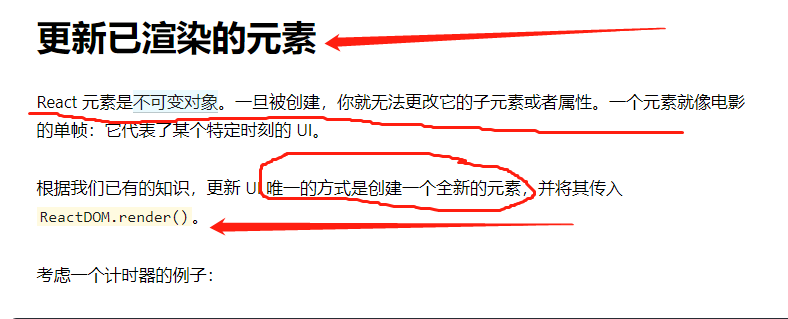 更新已渲染的元素
React 元素是不可变对象。一旦被创建，你就无法更改它的子元素或者属性。一个元素就像电影
的单帧：它代表了某个特定时刻的 UI。
根据我们已有的知识，更新 UI 唯一的方式是创建一个全新的元素，并将其传入
ReactDOM.render()。
考虑一个计时器的例子：